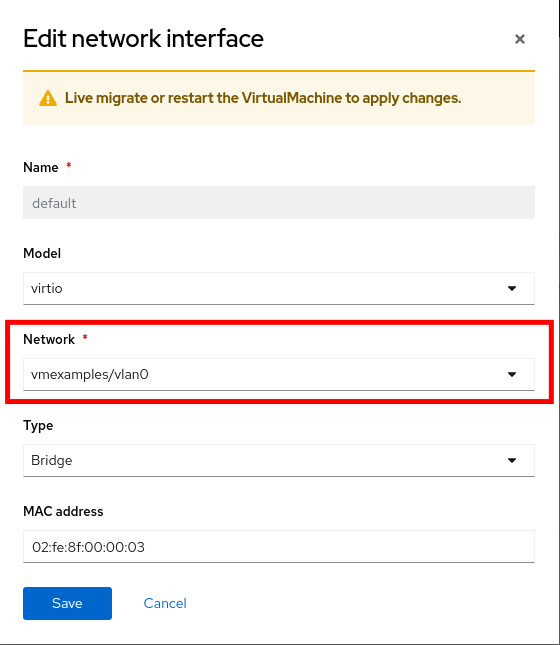 Edit network interface
Live migrate or restart the VirtualMachine to apply changes.
Name *
default
Model
virtio
Network *
vmexamples/vlan0
Type
Bridge
MAC address
02:fe:8f:00:00:03
Save Cancel